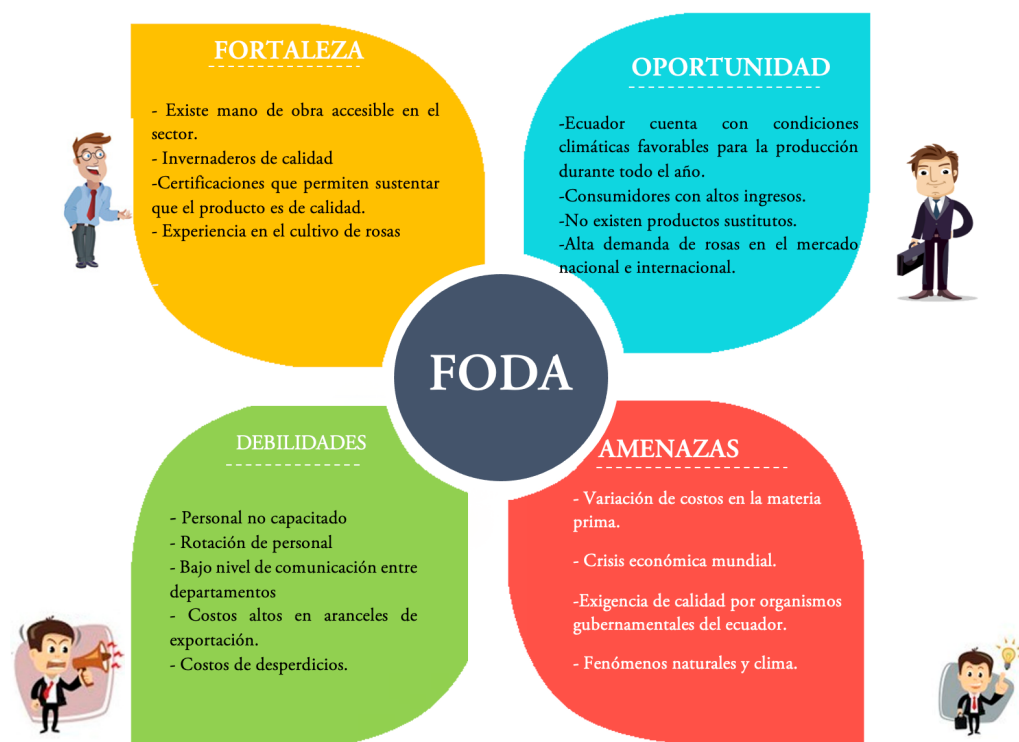 FORTALEZA
- Existe mano de obra accesible en el
sector.
- Invernaderos de calidad
-Certificaciones que permiten sustentar
que el producto es de calidad.
- Experiencia en el cultivo de rosas
OPORTUNIDAD
-Ecuador cuenta con condiciones
climáticas favorables para la producción
durante todo el año.
-Consumidores con altos ingresos.
-No existen productos sustitutos.
-Alta demanda de rosas en el mercado
nacional e internacional.
FODA
DEBILIDADES
- Personal no capacitado
- Rotación de personal
- Bajo nivel de comunicación entre
departamentos
- Costos altos en aranceles de
exportación.
- Costos de desperdicios.
AMENAZAS
- Variación de costos en la materia
prima.
- Crisis económica mundial.
-Exigencia de calidad por organismos
gubernamentales del ecuador.
- Fenómenos naturales y clima.